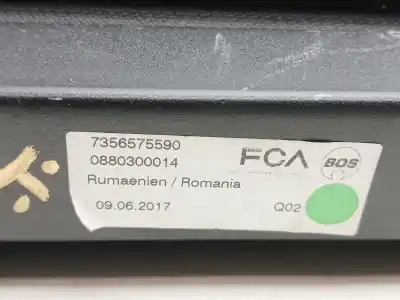 7356575590
0880300014
FCA
BOS
Rumaenien / Romania
09.06.2017
Q02